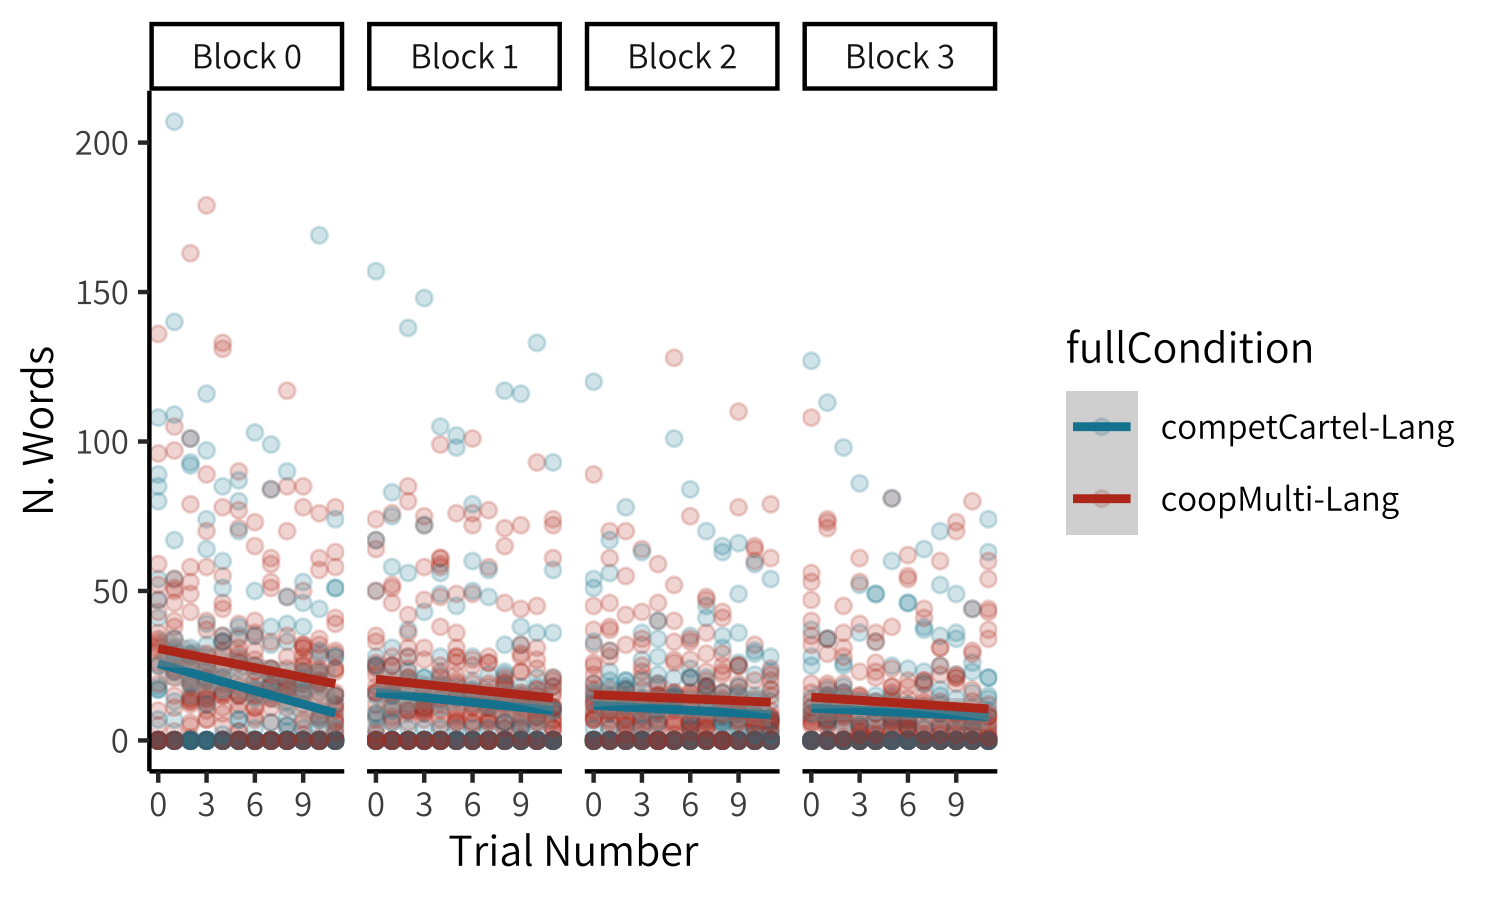 Block 0 Block 1 Block 2 Block 3
200
150
100
50
0
N. Words
0 3 6 9 0 3 6 9 0 3 6 9 0 3 6 9
Trial Number
fullCondition
competCartel-Lang
coopMulti-Lang